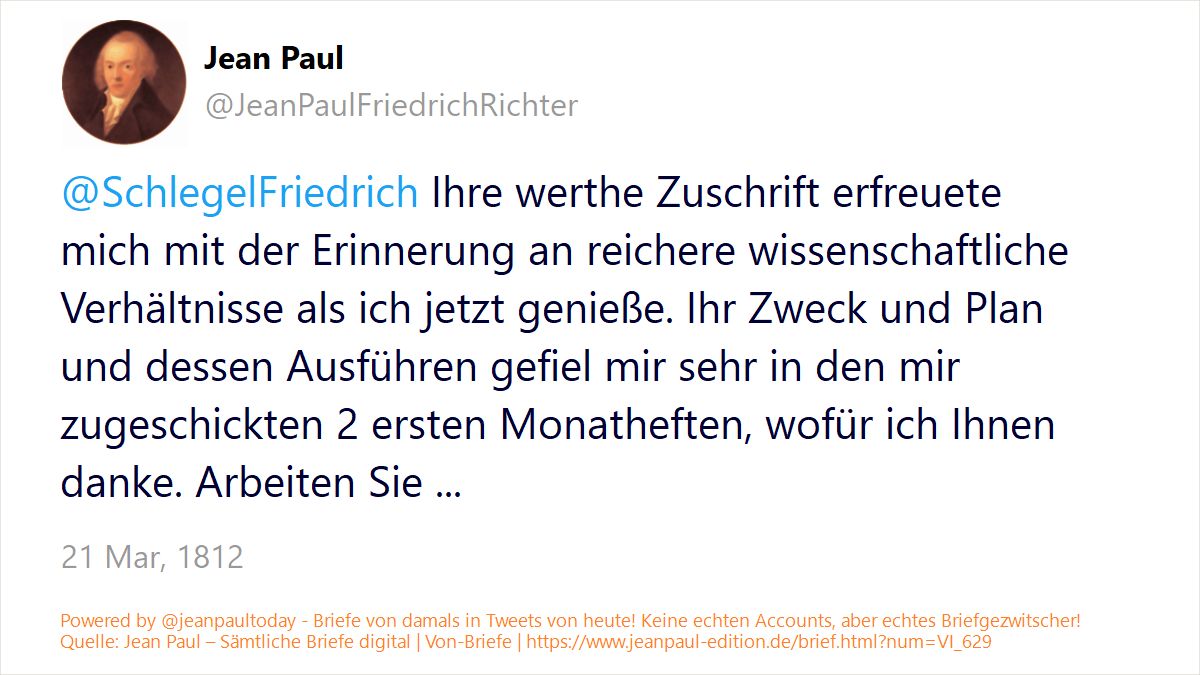 Jean Paul
@JeanPaulFriedrichRichter
@SchlegelFriedrich Ihre werthe Zuschrift erfreuete
mich mit der Erinnerung an reichere wissenschaftliche
Verhältnisse als ich jetzt genieße. Ihr Zweck und Plan
und dessen Ausführen gefiel mir sehr in den mir
zugeschickten 2 ersten Monatheften, wofür ich Ihnen
danke. Arbeiten Sie ...
21 Mar, 1812
Powered by @jeanpaultoday - Briefe von damals in Tweets von heute! Keine echten Accounts, aber echtes Briefgezwitscher!
Quelle: Jean Paul – Sämtliche Briefe digital | Von-Briefe | https://www.jeanpaul-edition.de/brief.html?num=VI_629